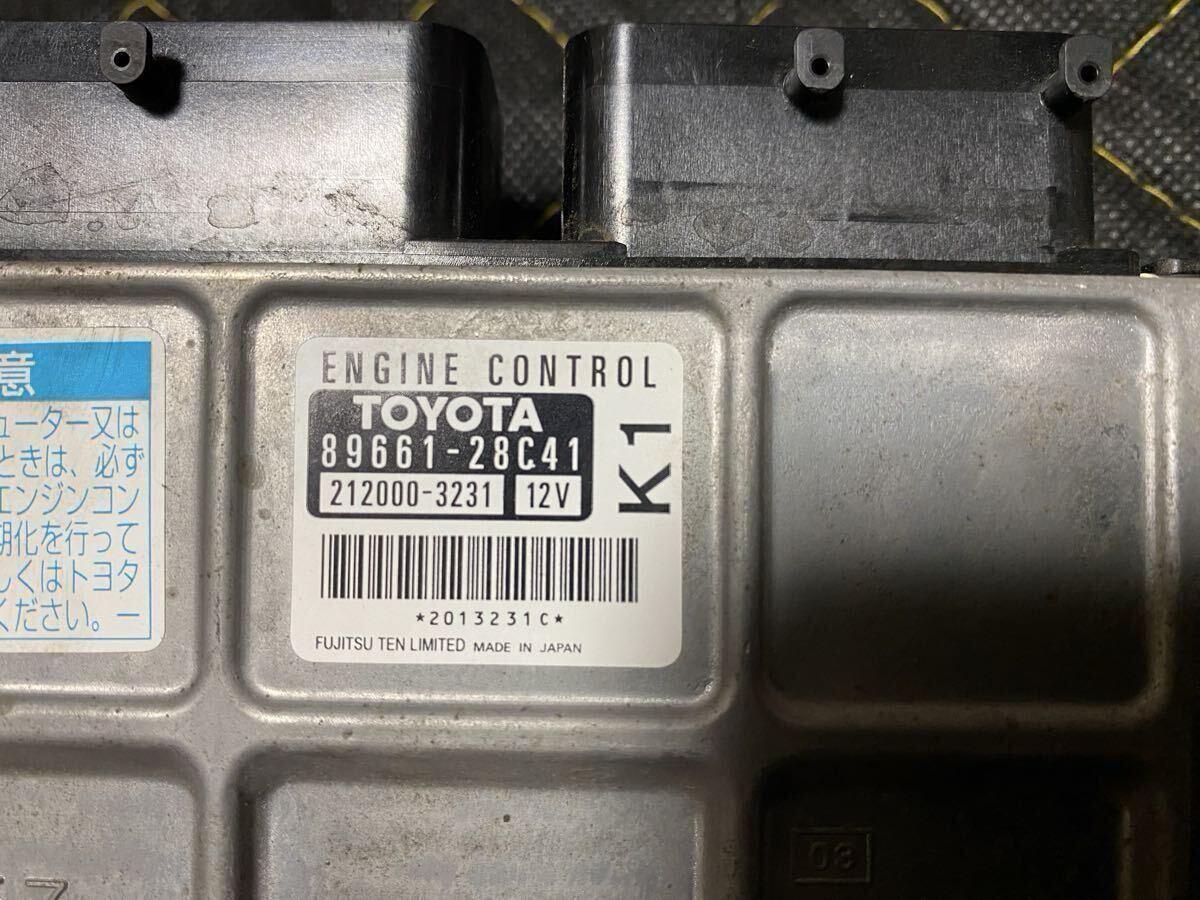 意
ューター又は
ときは、必ず
エンジンコン
期化を行って
しくはトヨタ
ください。ー
ENGINE CONTROL
TOYOTA
89661-28C41
212000-3231 12V
K1
*2013231C*
FUJITSU TEN LIMITED MADE IN JAPAN
03